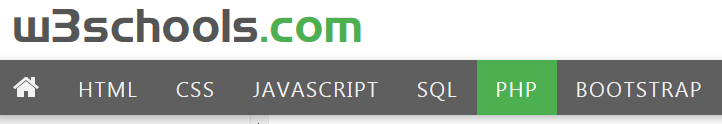 w3schools.com
HTML CSS JAVASCRIPT SQL PHP BOOTSTRAP